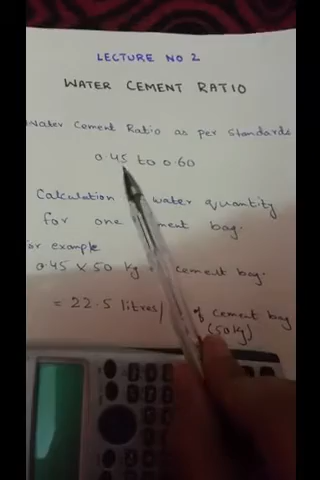 LECTURE NO 2
WATER CEMENT RATIO
Water Cement Ratio as per Standards
0.45 to 0.60
Calculation water quantity
for one bag.
For example
0.45 X 50 kg cement bag.
= 22.5 litres/ of cement bag
(50kg)